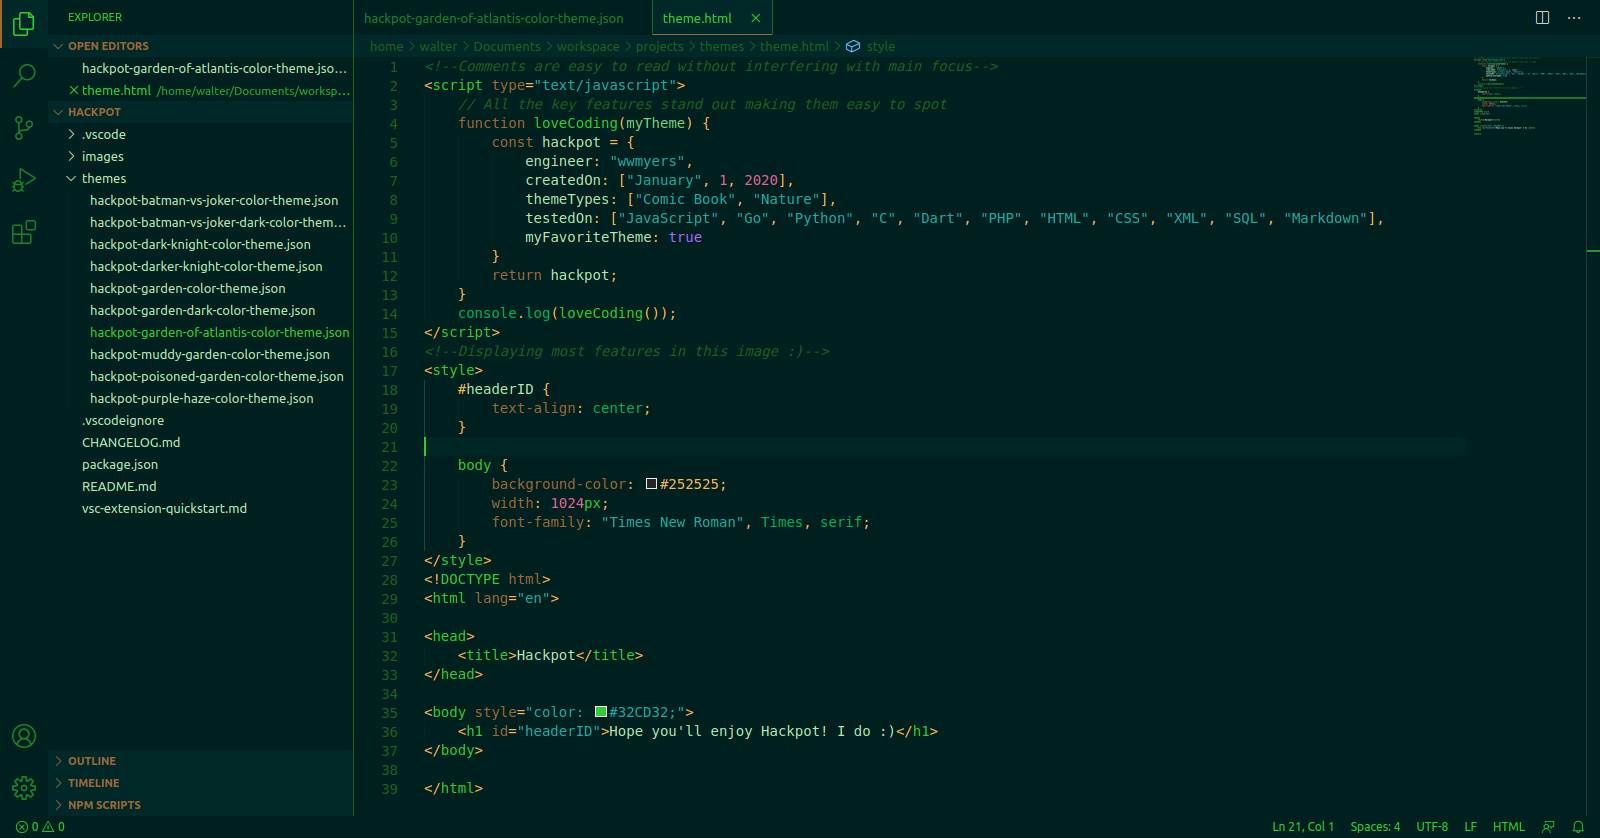 EXPLORER
OPEN EDITORS
hackpot-garden-of-atlantis-color-theme.jso...
theme.html /home/walter/Documents/worksp...
HACKPOT
.vscode
images
themes
hackpot-batman-vs-joker-color-theme.json
hackpot-batman-vs-joker-dark-color-them...
hackpot-dark-knight-color-theme.json
hackpot-darker-knight-color-theme.json
hackpot-garden-color-theme.json
hackpot-garden-dark-color-theme.json
hackpot-garden-of-atlantis-color-theme.json
hackpot-muddy-garden-color-theme.json
hackpot-poisoned-garden-color-theme.json
hackpot-purple-haze-color-theme.json
.vscodeignore
CHANGELOG.md
package.json
README.md
vsc-extension-quickstart.md
OUTLINE
TIMELINE
NPM SCRIPTS
hackpot-garden-of-atlantis-color-theme.json theme.html
home > walter > Documents > workspace > projects > themes > theme.html > style
1 <!--Comments are easy to read without interfering with main focus-->
2 <script type="text/javascript">
3 // All the key features stand out making them easy to spot
4 function loveCoding(myTheme) {
5 const hackpot = {
6 engineer: "wwmyers",
7 createdOn: ["January", 1, 2020],
8 themeTypes: ["Comic Book", "Nature"],
9 testedOn: ["JavaScript", "Go", "Python", "C", "Dart", "PHP", "HTML", "CSS", "XML", "SQL", "Markdown"],
10 myFavoriteTheme: true
11 }
12 return hackpot;
13 }
14 console.log(loveCoding());
15 </script>
16 <!--Displaying most features in this image :)-->
17 <style>
18 #headerID {
19 text-align: center;
20 }
21
22 body {
23 background-color: #252525;
24 width: 1024px;
25 font-family: "Times New Roman", Times, serif;
26 }
27 </style>
28 <!DOCTYPE html>
29 <html lang="en">
30
31 <head>
32 <title>Hackpot</title>
33 </head>
34
35 <body style="color: #32CD32;">
36 <h1 id="headerID">Hope you'll enjoy Hackpot! I do :)</h1>
37 </body>
38
39 </html>
0 0 Ln 21, Col 1 Spaces: 4 UTF-8 LF HTML